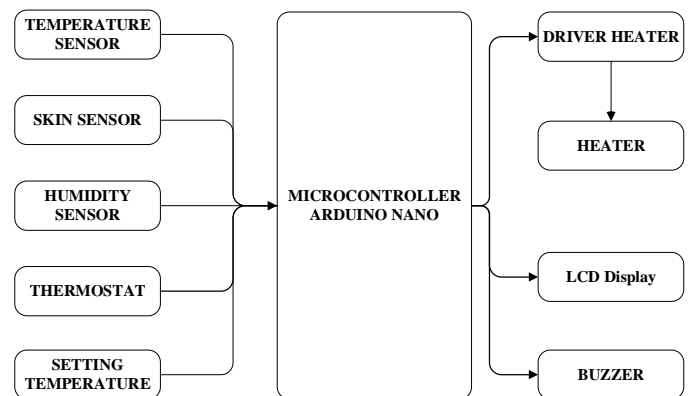 TEMPERATURE
SENSOR
SKIN SENSOR
HUMIDITY
SENSOR
THERMOSTAT
SETTING
TEMPERATURE
MICROCONTROLLER
ARDUINO NANO
DRIVER HEATER
HEATER
LCD Display
BUZZER